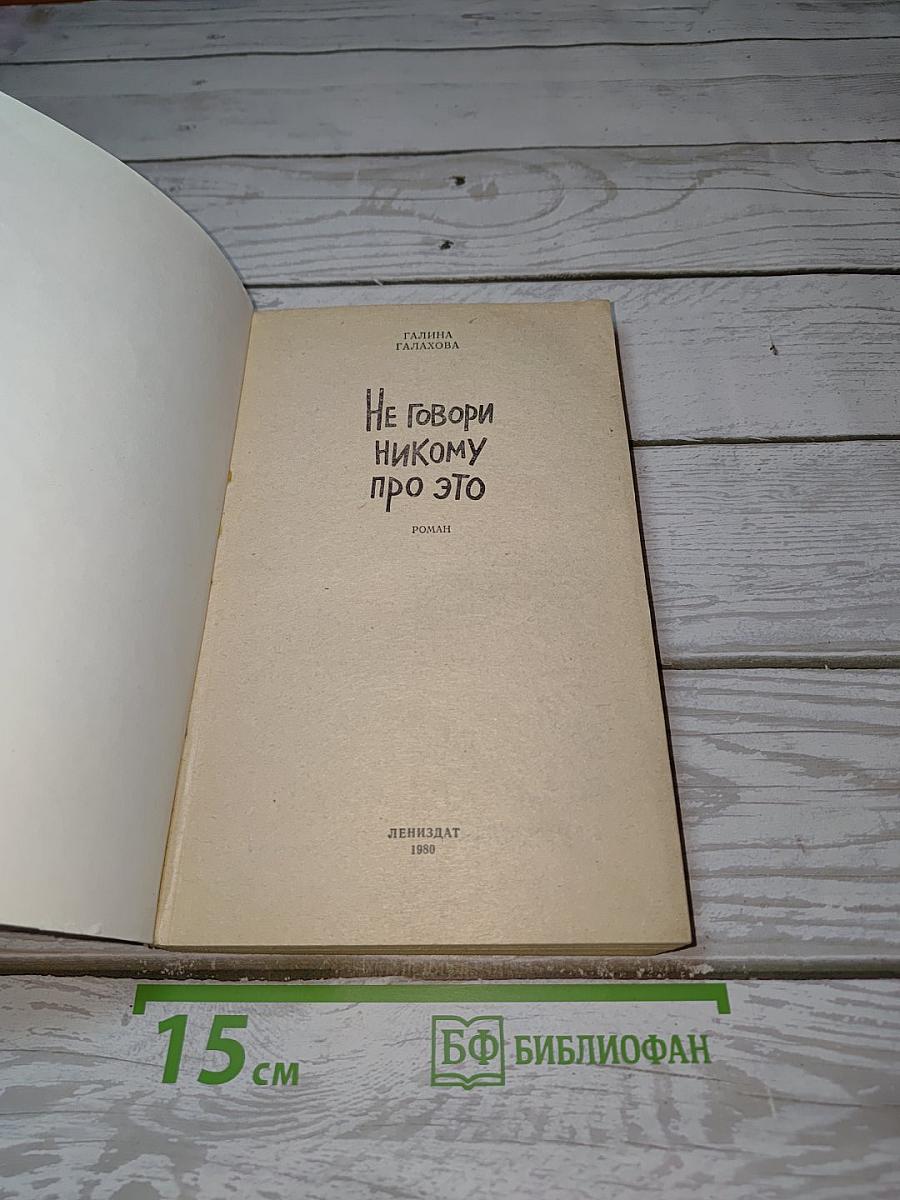 ГАЛИНА
ГАЛАХОВА
НЕ ГОВОРИ
НИКОМУ
ПРО ЭТО
РОМАН
ЛЕНИЗДАТ
1980
15 см
БФ БИБЛИОФАН